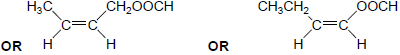 H₃C CH₂OOCH CH₃CH₂ OOCH
C=C C=C
OR H H OR H H